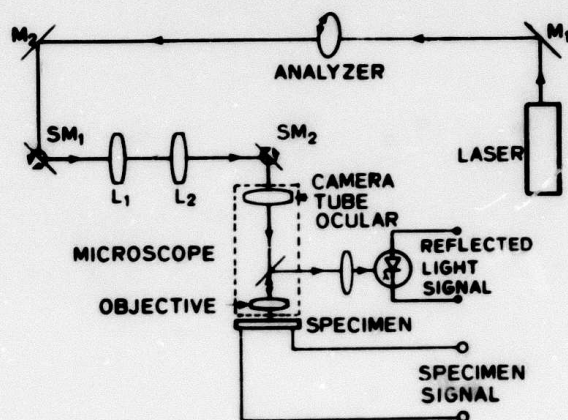 M₂
M₁
ANALYZER
SM₁
SM₂
LASER
L₁
L₂
CAMERA
TUBE
OCULAR
MICROSCOPE
REFLECTED
LIGHT
SIGNAL
OBJECTIVE
SPECIMEN
SPECIMEN
SIGNAL